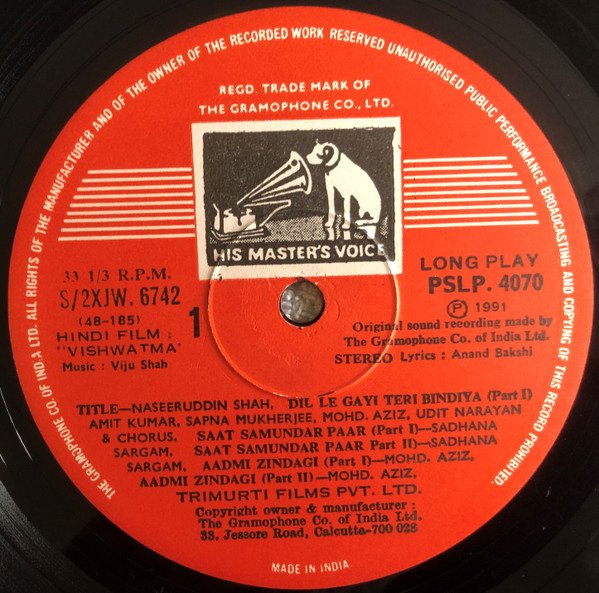 THE GRAMOPHONE CO. OF INDIA LTD. ALL RIGHTS OF THE MANUFACTURER AND OF THE OWNER OF THE RECORDED WORK RESERVED UNAUTHORISED PUBLIC PERFORMANCE BROADCASTING AND COPYING OF THIS RECORD PROHIBITED.
REGD. TRADE MARK OF
THE GRAMOPHONE CO., LTD.
HIS MASTER'S VOICE
33 1/3 R.P.M.
S/2XJW. 6742
(48-185)
HINDI FILM :
"VISHWATMA"
Music : Viju Shah
1
LONG PLAY
PSLP. 4070
Ⓟ 1991
Original sound recording made by
The Gramophone Co. of India Ltd.
STEREO Lyrics : Anand Bakshi
TITLE—NASEERUDDIN SHAH, DIL LE GAYI TERI BINDIYA (Part I)
AMIT KUMAR, SAPNA MUKHERJEE, MOHD. AZIZ, UDIT NARAYAN
& CHORUS, SAAT SAMUNDAR PAAR (Part I)—SADHANA
SARGAM, SAAT SAMUNDAR PAAR Part II)—SADHANA
SARGAM, AADMI ZINDAGI (Part I)—MOHD. AZIZ,
AADMI ZINDAGI (Part II)—MOHD. AZIZ,
TRIMURTI FILMS PVT. LTD.
Copyright owner & manufacturer :
The Gramophone Co. of India Ltd.
33, Jessore Road, Calcutta-700 028
MADE IN INDIA